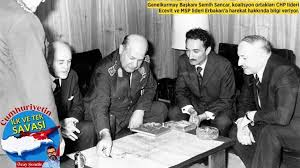 Genelkurmay Başkanı Semih Sancar, koalisyon ortakları CHP lideri
Ecevit ve MSP lideri Erbakan'a harekat hakkında bilgi veriyor.
Cumhuriyetin
İLK VE TEK
SAVAŞI